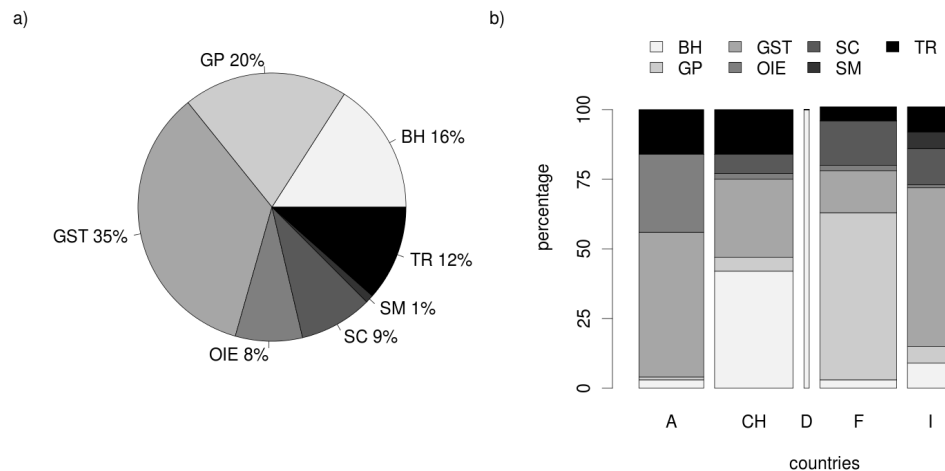 a)
GP 20%
BH 16%
GST 35%
TR 12%
SM 1%
SC 9%
OIE 8%
b)
BH GST SC TR
GP OIE SM
percentage
100
75
50
25
0
A CH D F I
countries